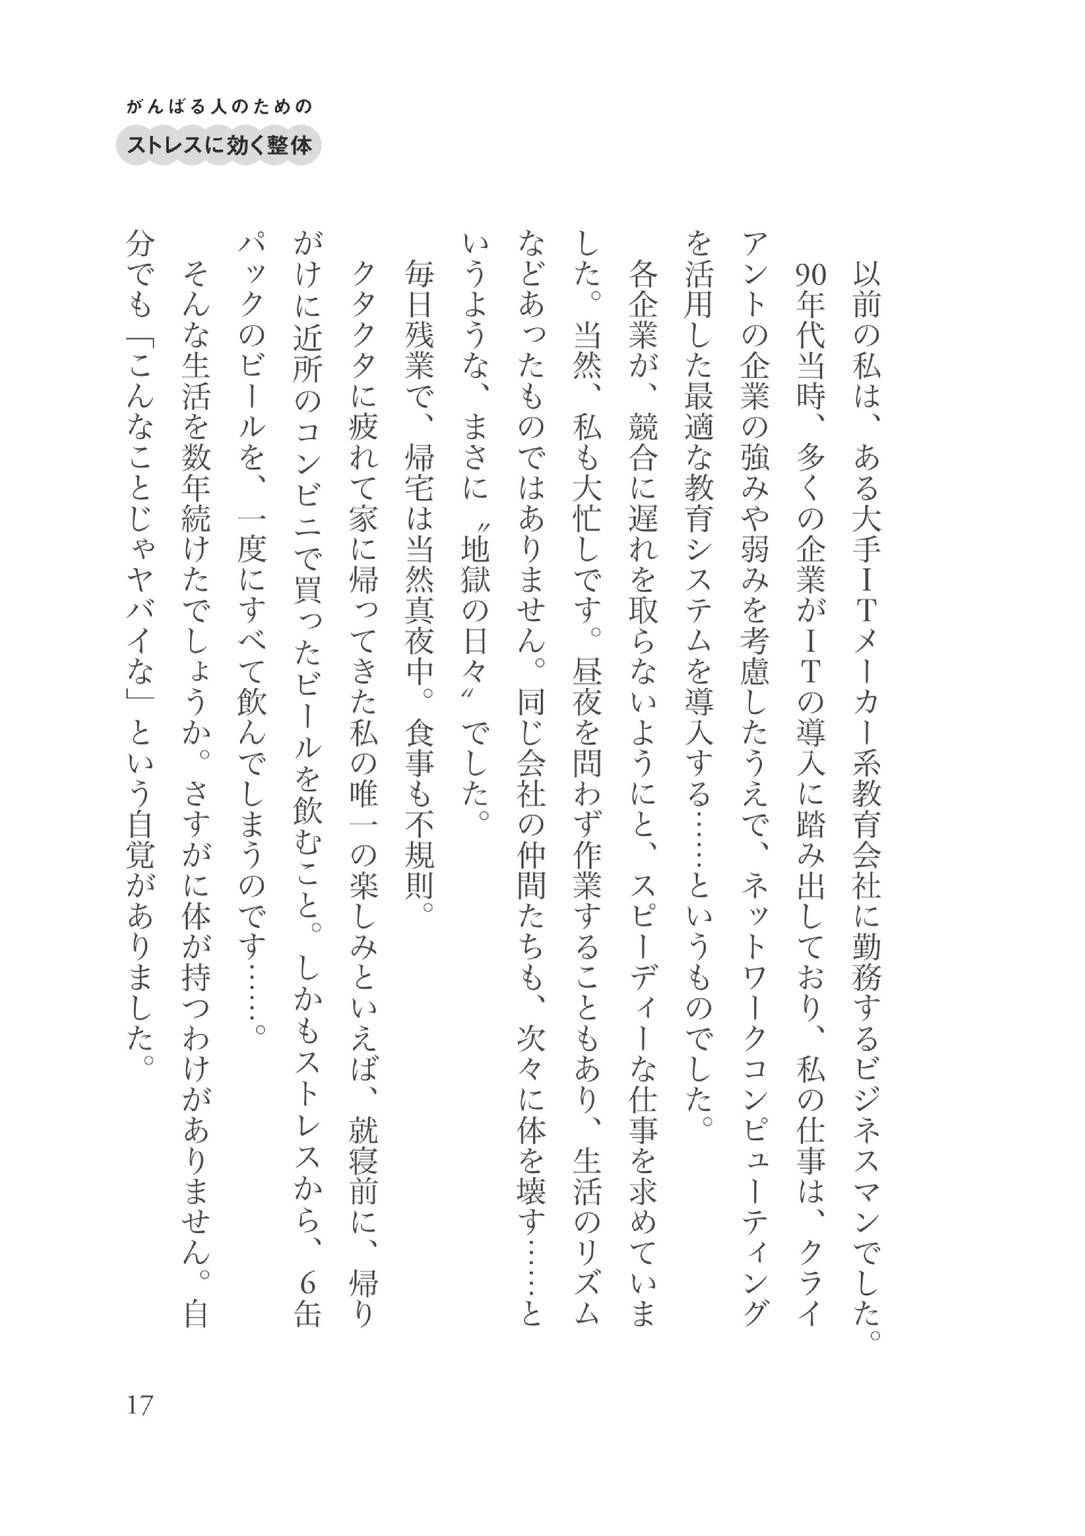 がんばる人のための
ストレスに効く整体
以前の私は、ある大手ITメーカー系教育会社に勤務するビジネスマンでした。
90年代当時、多くの企業がITの導入に踏み出しており、私の仕事は、クライ
アントの企業の強みや弱みを考慮したうえで、ネットワークコンピューティング
を活用した最適な教育システムを導入する……というものでした。
各企業が、競合に遅れを取らないようにと、スピーディーな仕事を求めていま
した。当然、私も大忙しです。昼夜を問わず作業することもあり、生活のリズム
などあったものではありません。同じ会社の仲間たちも、次々に体を壊す……と
いうような、まさに〝地獄の日々〟でした。
毎日残業で、帰宅は当然真夜中。食事も不規則。
クタクタに疲れて家に帰ってきた私の唯一の楽しみといえば、就寝前に、帰り
がけに近所のコンビニで買ったビールを飲むこと。しかもストレスから、6缶
パックのビールを、一度にすべて飲んでしまうのです……。
そんな生活を数年続けたでしょうか。さすがに体が持つわけがありません。自
分でも「こんなことじゃヤバイな」という自覚がありました。
17